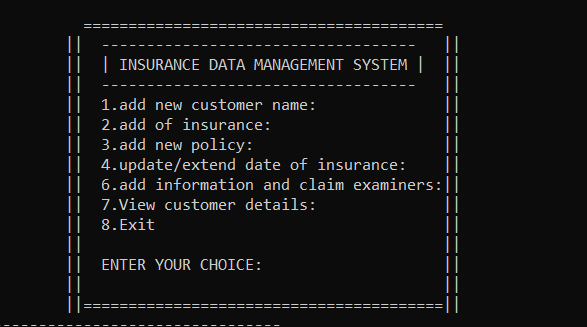 ========================================
|| ----------------------------------- ||
|| | INSURANCE DATA MANAGEMENT SYSTEM | ||
|| ----------------------------------- ||
|| 1.add new customer name: ||
|| 2.add of insurance: ||
|| 3.add new policy: ||
|| 4.update/extend date of insurance: ||
|| 6.add information and claim examiners:||
|| 7.View customer details: ||
|| 8.Exit ||
|| ||
|| ENTER YOUR CHOICE: ||
|| ||
||========================================||
-------------------------------